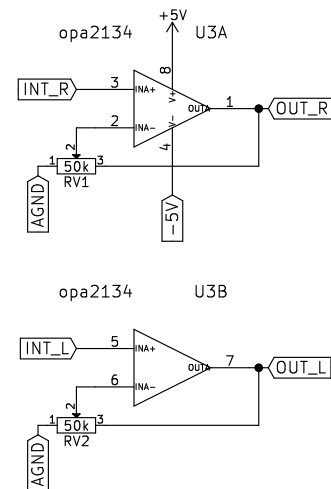 +5V
opa2134 U3A
8
INT_R 3 INA+ V+ OUTA 1 OUT_R
2 INA- V-
4
2
1 50k 3
RV1
AGND
-5V
opa2134 U3B
INT_L 5 INA+ OUTA 7 OUT_L
6 INA-
2
1 50k 3
RV2
AGND